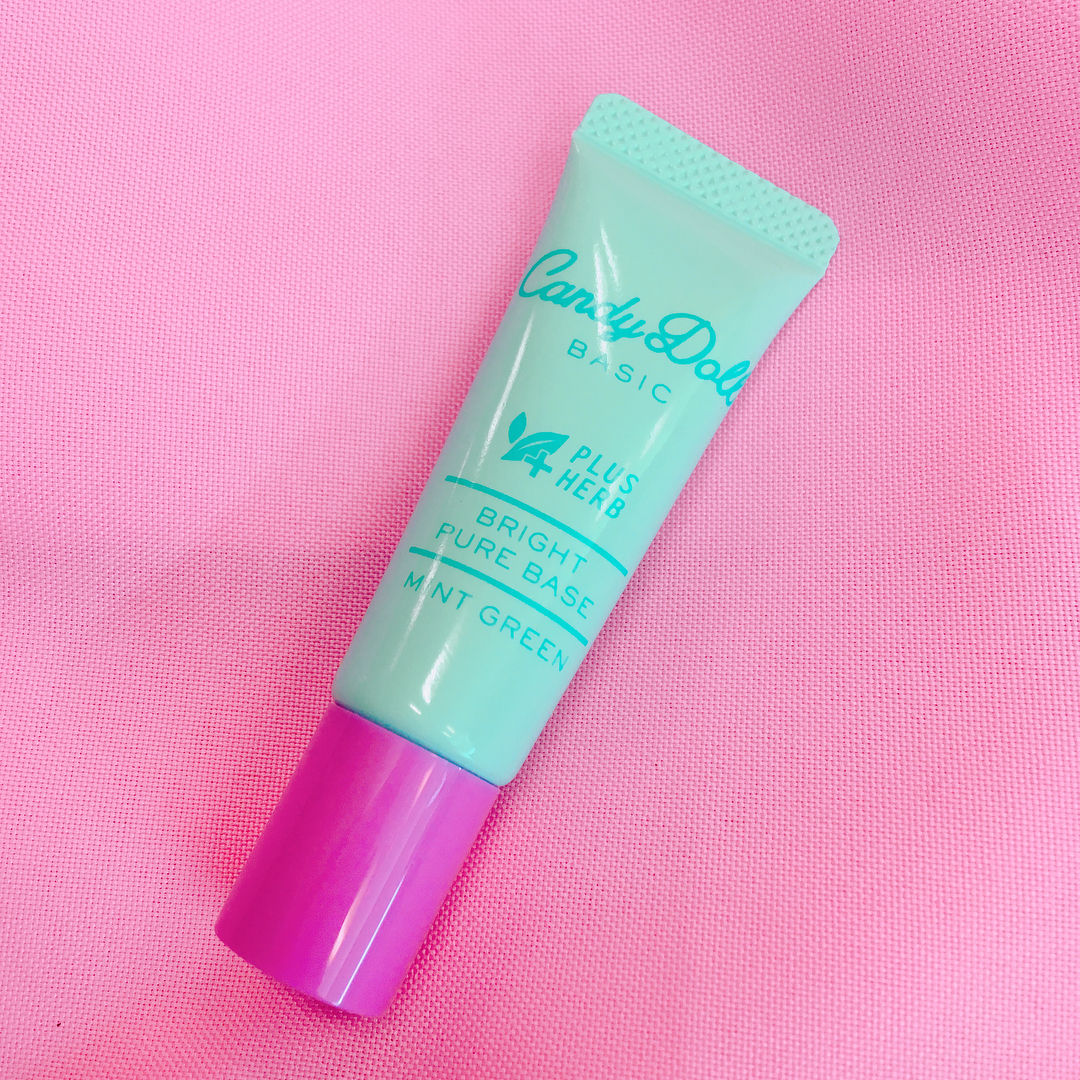 Candy Doll
BASIC
PLUS
HERB
BRIGHT
PURE BASE
MINT GREEN